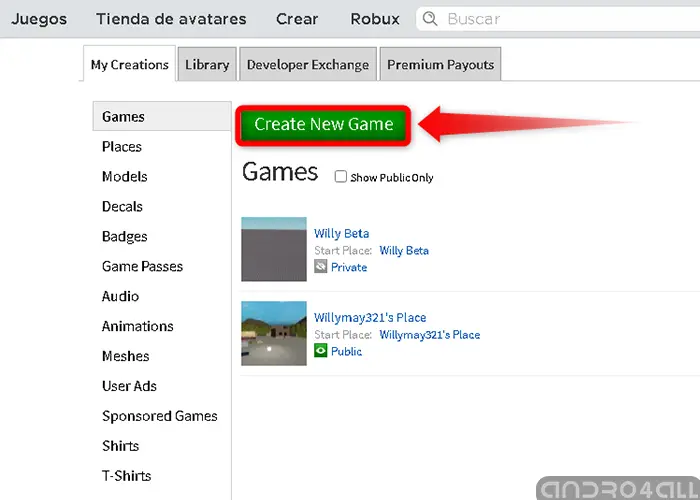 Juegos Tienda de avatares Crear Robux Buscar
My Creations Library Developer Exchange Premium Payouts
Games
Places
Models
Decals
Badges
Game Passes
Audio
Animations
Meshes
User Ads
Sponsored Games
Shirts
T-Shirts
Create New Game
Games Show Public Only
Willy Beta
Start Place: Willy Beta
Private
Willymay321's Place
Start Place: Willymay321's Place
Public
ANDRO4ALL